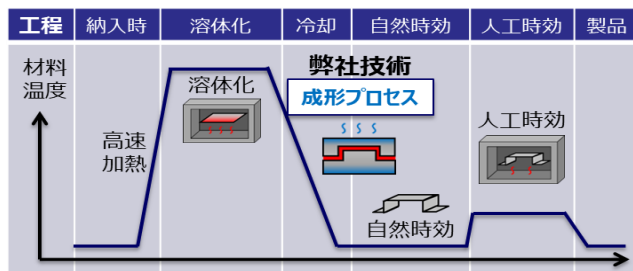 工程 納入時 溶体化 冷却 自然時効 人工時効 製品
材料
温度
高速
加熱
溶体化
弊社技術
成形プロセス
自然時効
人工時効